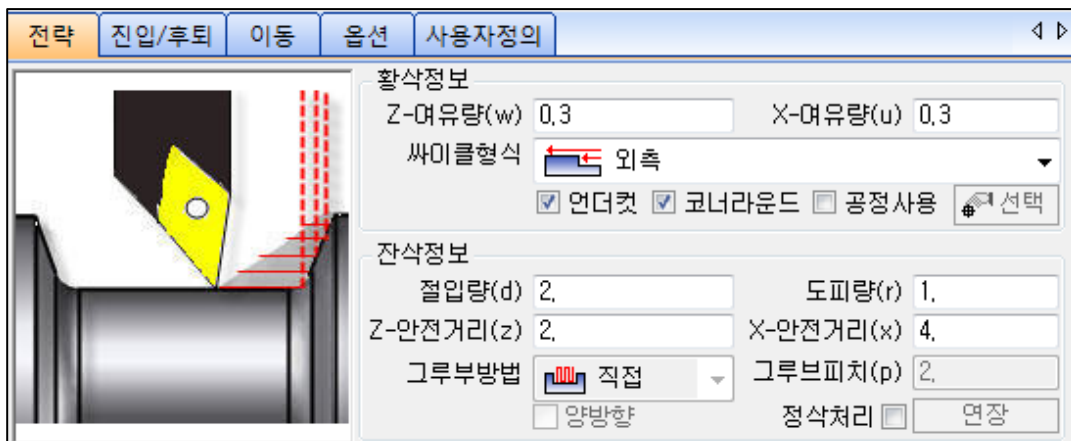 전략 진입/후퇴 이동 옵션 사용자정의
황삭정보
Z-여유량(w) 0.3 X-여유량(u) 0.3
싸이클형식 외측
언더컷 코너라운드 공정사용 선택
잔삭정보
절입량(d) 2. 도피량(r) 1.
Z-안전거리(z) 2. X-안전거리(x) 4.
그루부방법 직접 그루브피치(p) 2.
양방향 정삭처리 연장